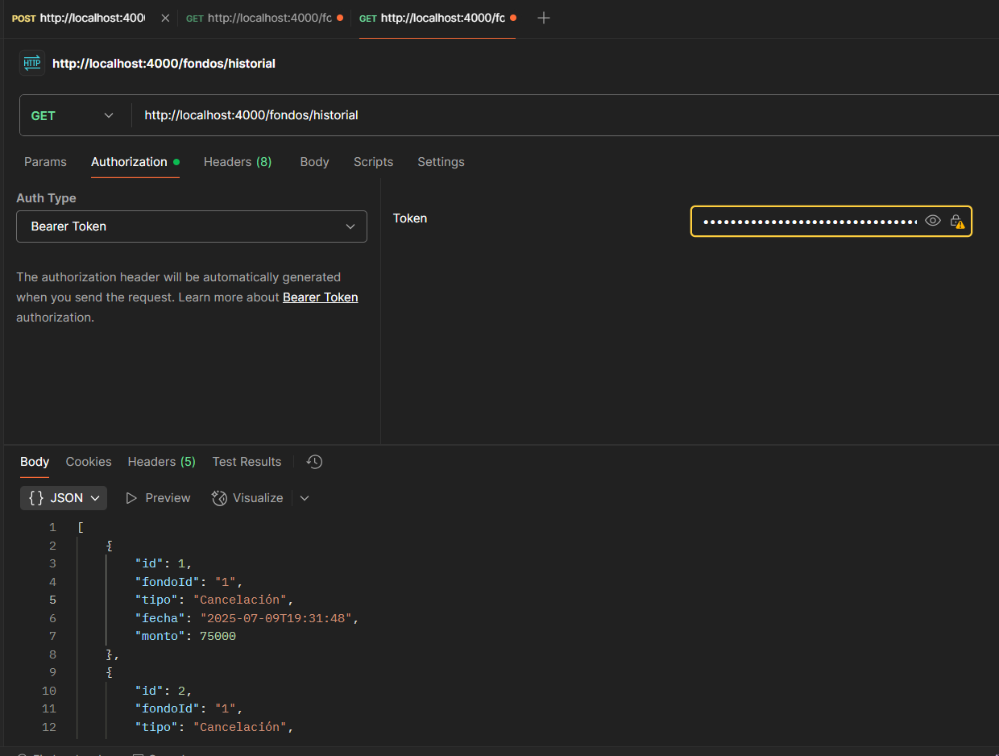 POST http://localhost:400
GET http://localhost:4000/fc
GET http://localhost:4000/fc
HTTP http://localhost:4000/fondos/historial
GET http://localhost:4000/fondos/historial
Params Authorization Headers (8) Body Scripts Settings
Auth Type
Bearer Token
Token
The authorization header will be automatically generated
when you send the request. Learn more about Bearer Token
authorization.
Body Cookies Headers (5) Test Results
{} JSON Preview Visualize
1 [
2 {
3 "id": 1,
4 "fondoId": "1",
5 "tipo": "Cancelación",
6 "fecha": "2025-07-09T19:31:48",
7 "monto": 75000
8 },
9 {
10 "id": 2,
11 "fondoId": "1",
12 "tipo": "Cancelación",